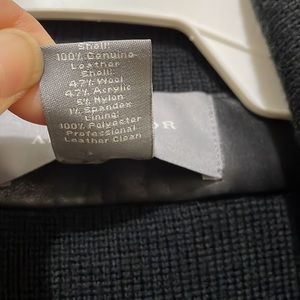 Shell:
100% Genuine
Leather
Shell:
47% Wool
47% Acrylic
5% Nylon
1% Spandex
Lining:
100% Polyester
Professional
Leather Clean
A OR